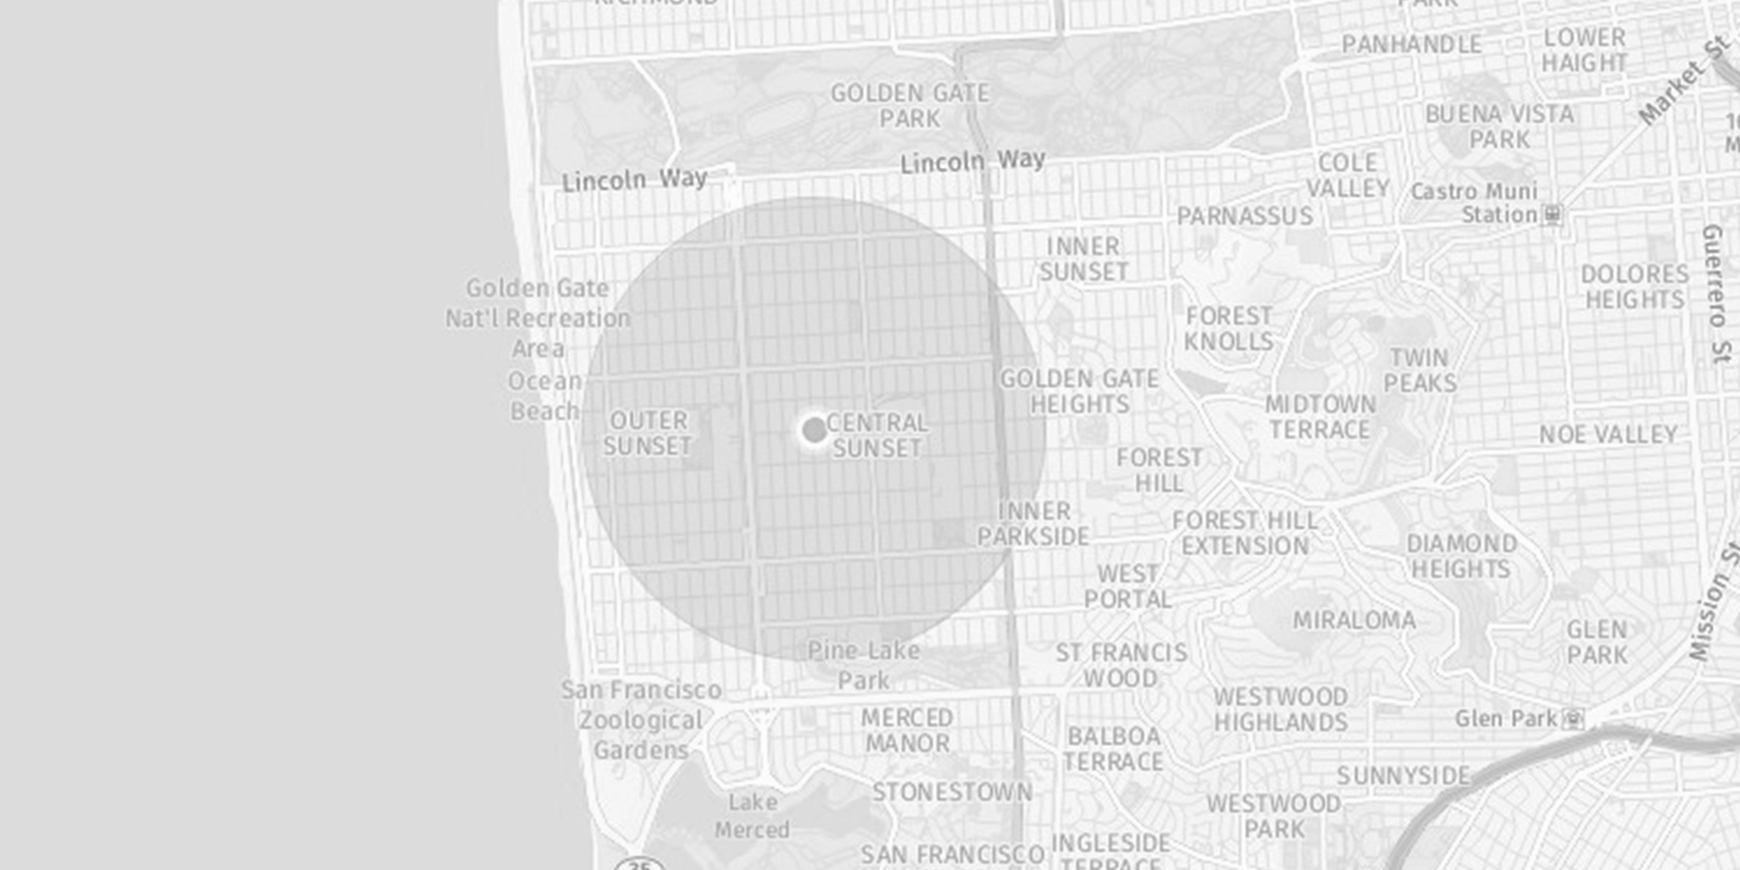 RICHMOND
PARK
PANHANDLE
LOWER
HAIGHT
Market St
GOLDEN GATE
PARK
BUENA VISTA
PARK
Lincoln Way
Lincoln Way
COLE
VALLEY
Castro Muni
Station
PARNASSUS
INNER
SUNSET
Guerrero St
DOLORES
HEIGHTS
Golden Gate
Nat'l Recreation
Area
Ocean
Beach
FOREST
KNOLLS
TWIN
PEAKS
GOLDEN GATE
HEIGHTS
MIDTOWN
TERRACE
OUTER
SUNSET
CENTRAL
SUNSET
NOE VALLEY
FOREST
HILL
INNER
PARKSIDE
FOREST HILL
EXTENSION
DIAMOND
HEIGHTS
WEST
PORTAL
Mission St
MIRALOMA
GLEN
PARK
Pine Lake
Park
ST FRANCIS
WOOD
San Francisco
Zoological
Gardens
WESTWOOD
HIGHLANDS
Glen Park
MERCED
MANOR
BALBOA
TERRACE
SUNNYSIDE
STONESTOWN
Lake
Merced
WESTWOOD
PARK
SAN FRANCISCO
INGLESIDE
TERRACE
35